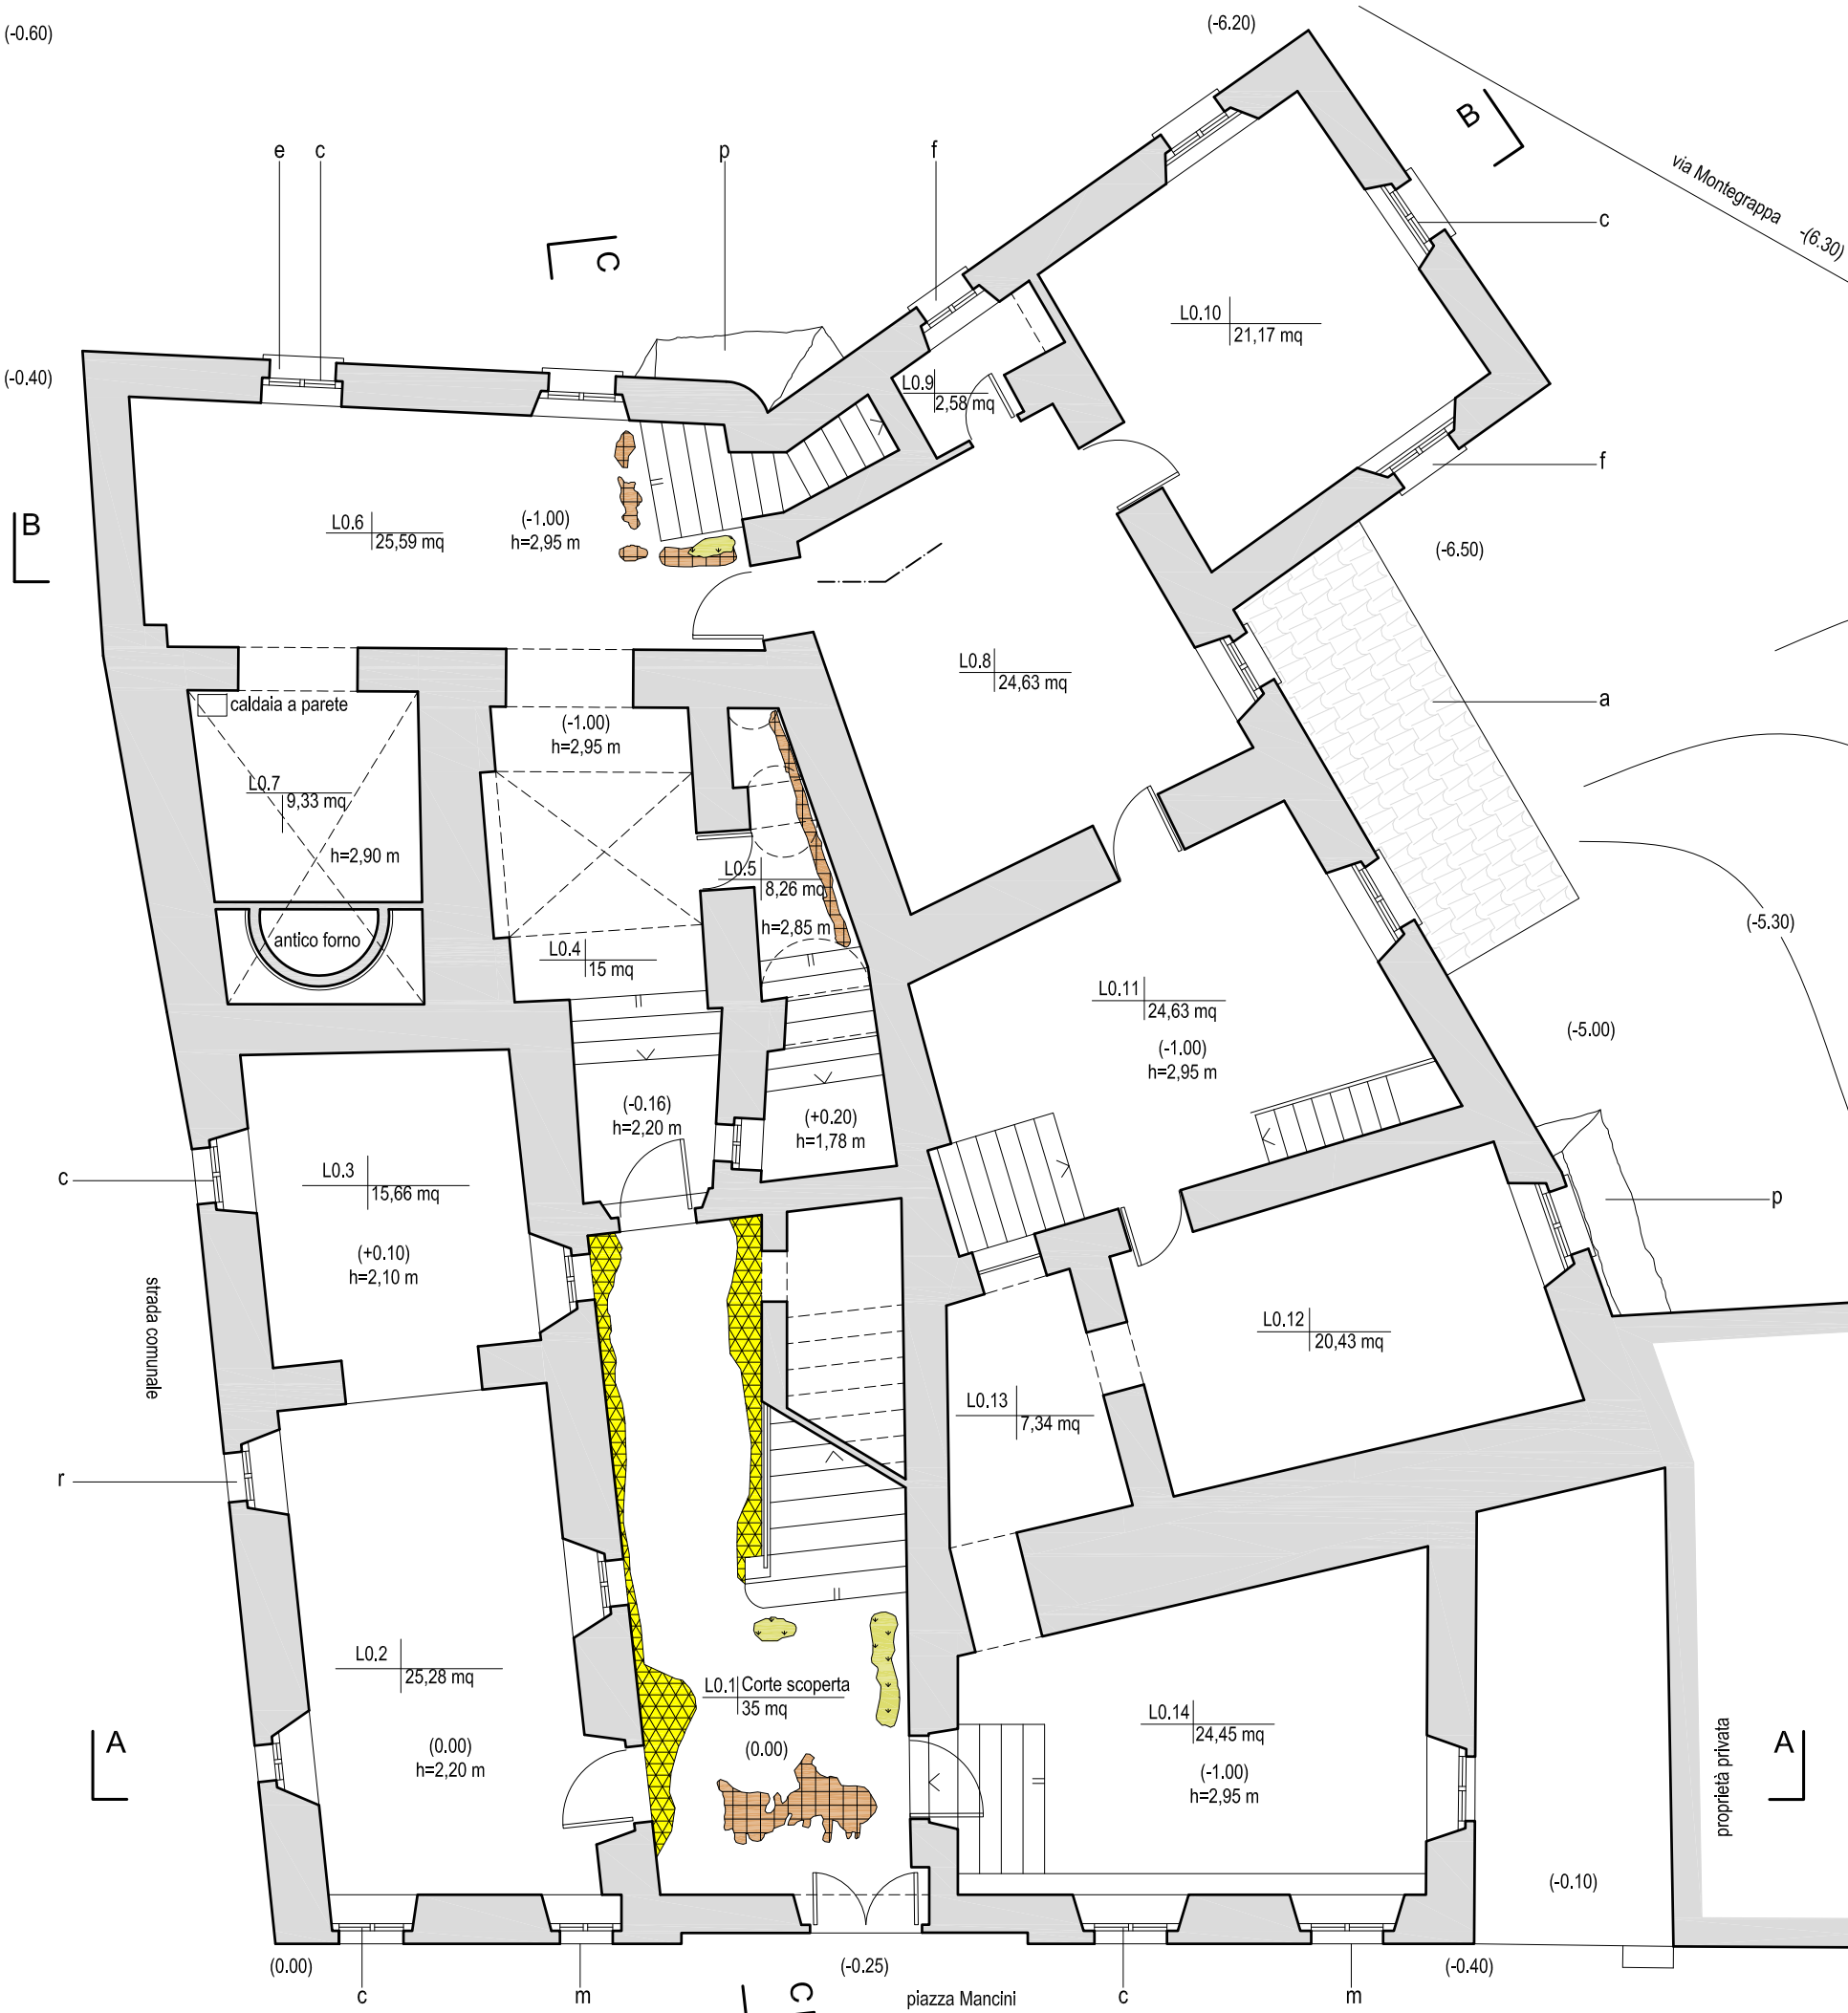 (-0.60)
(-6.20)
B
via Montegrappa
-(6.30)
e
c
p
f
c
C
L0.10
21,17 mq
(-0.40)
L0.9
2,58 mq
f
B
L0.6
25,59 mq
(-1.00)
h=2,95 m
(-6.50)
L0.8
24,63 mq
a
caldaia a parete
(-1.00)
h=2,95 m
L0.7
9,33 mq
h=2,90 m
L0.5
8,26 mq
h=2,85 m
antico forno
L0.4
15 mq
(-5.30)
L0.11
24,63 mq
(-1.00)
h=2,95 m
(-5.00)
(-0.16)
h=2,20 m
(+0.20)
h=1,78 m
c
L0.3
15,66 mq
(+0.10)
h=2,10 m
p
strada comunale
L0.12
20,43 mq
L0.13
7,34 mq
r
L0.2
25,28 mq
(0.00)
h=2,20 m
L0.1
Corte scoperta
35 mq
(0.00)
L0.14
24,45 mq
(-1.00)
h=2,95 m
A
A
proprietà privata
(-0.10)
(0.00)
(-0.25)
(-0.40)
c
m
C
piazza Mancini
c
m